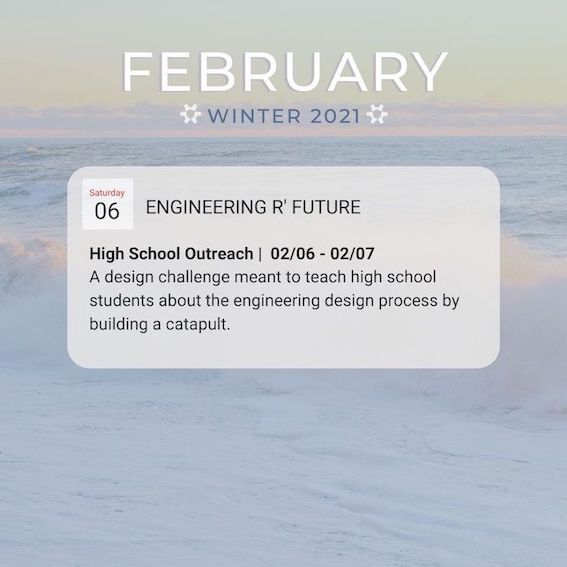 FEBRUARY
WINTER 2021
Saturday
06
ENGINEERING R' FUTURE
High School Outreach | 02/06 - 02/07
A design challenge meant to teach high school
students about the engineering design process by
building a catapult.